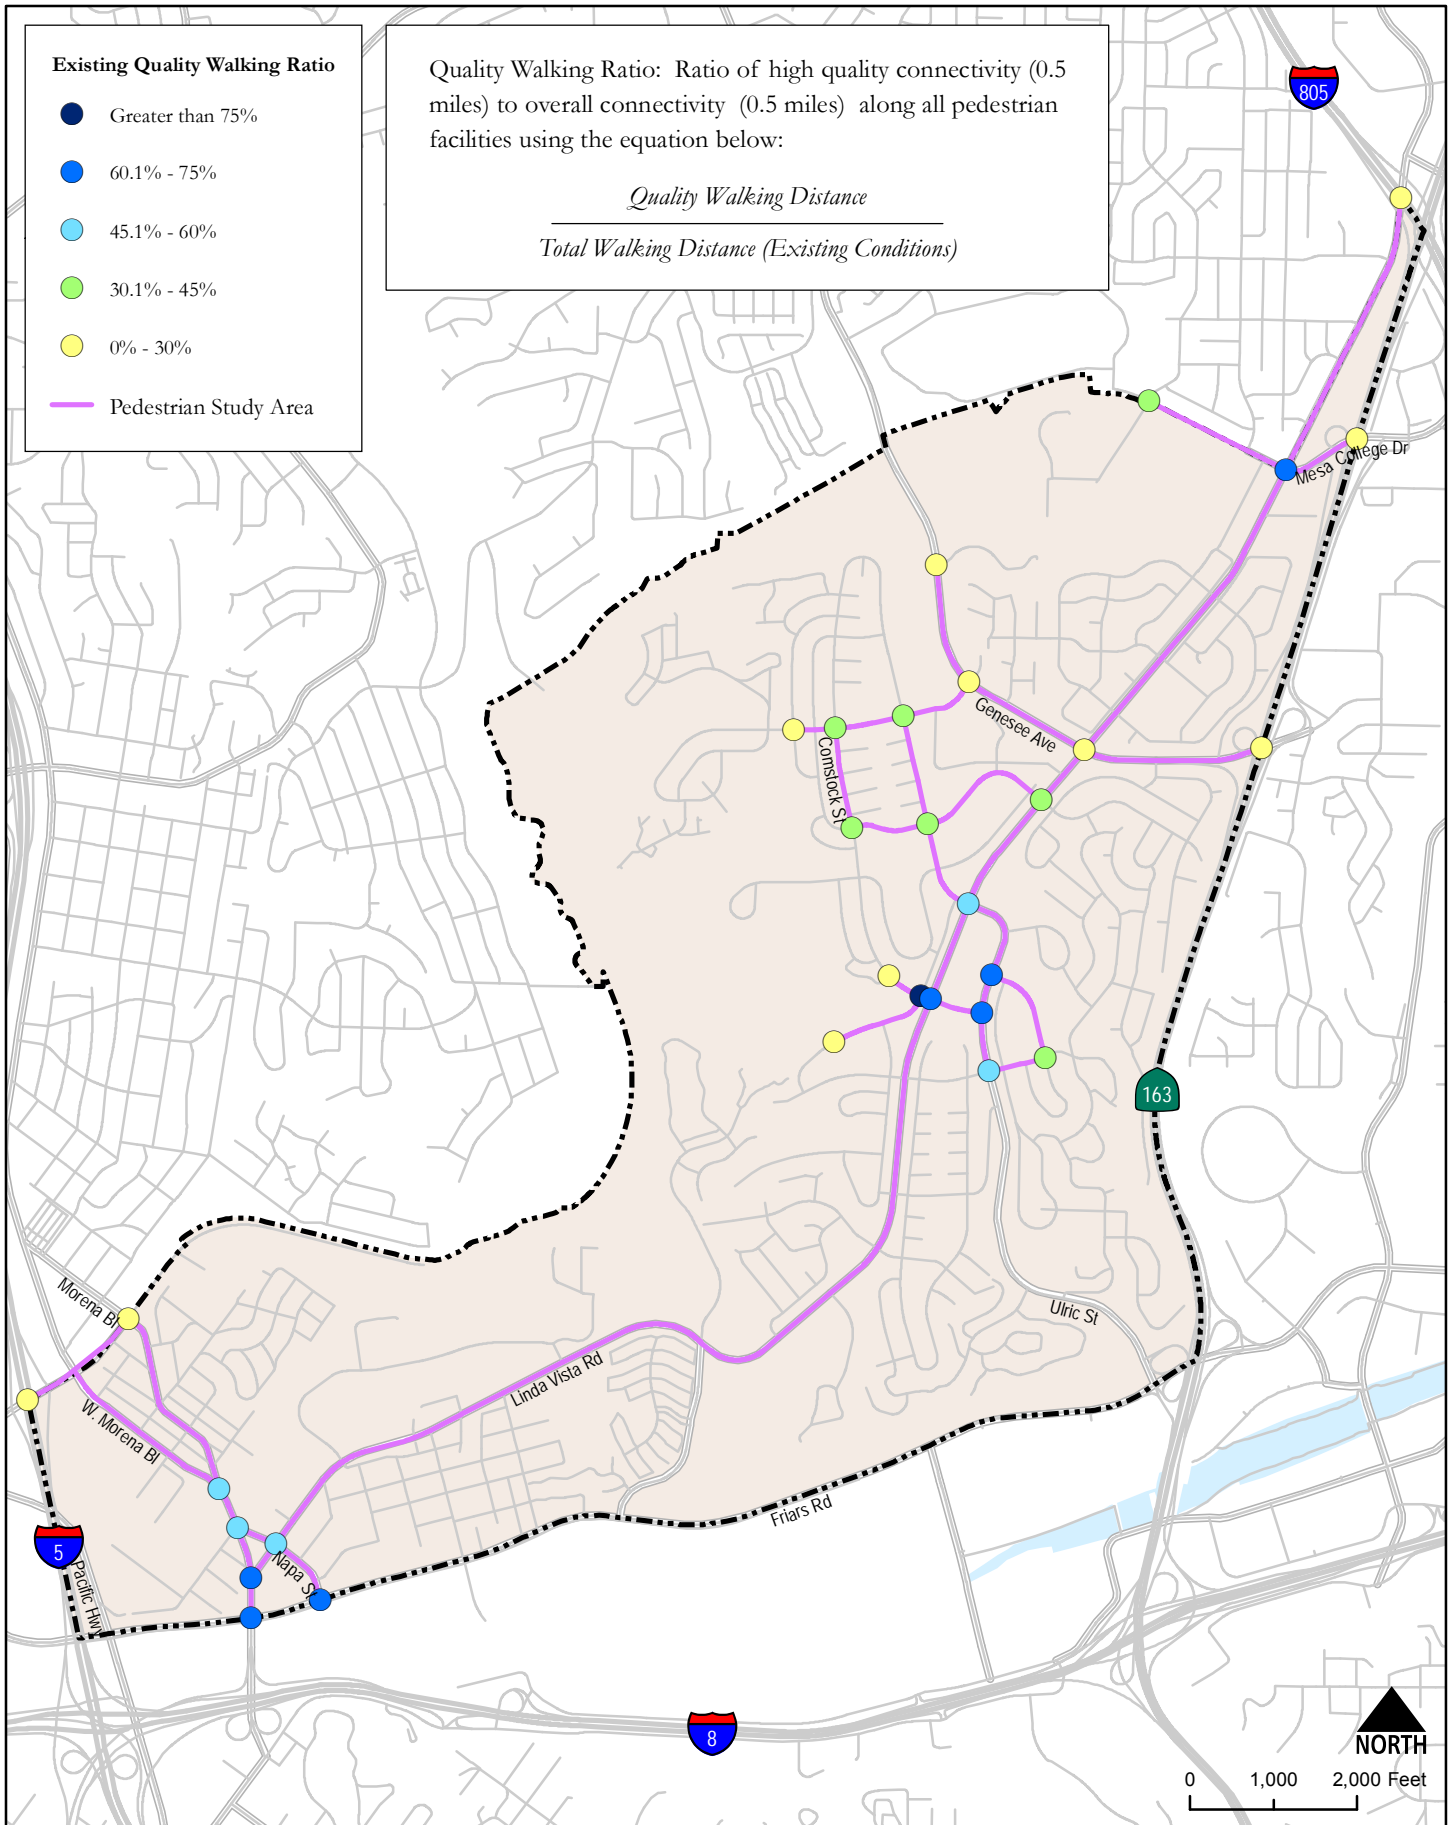 Existing Quality Walking Ratio
Greater than 75%
60.1% - 75%
45.1% - 60%
30.1% - 45%
0% - 30%
Pedestrian Study Area
Quality Walking Ratio: Ratio of high quality connectivity (0.5
miles) to overall connectivity (0.5 miles) along all pedestrian
facilities using the equation below:
Quality Walking Distance
Total Walking Distance (Existing Conditions)
805
Mesa College Dr
Genesee Ave
Comstock St
163
Morena Bl
Ulric St
Linda Vista Rd
W. Morena Bl
Friars Rd
5
Napa St
Pacific Hwy
8
NORTH
0 1,000 2,000 Feet